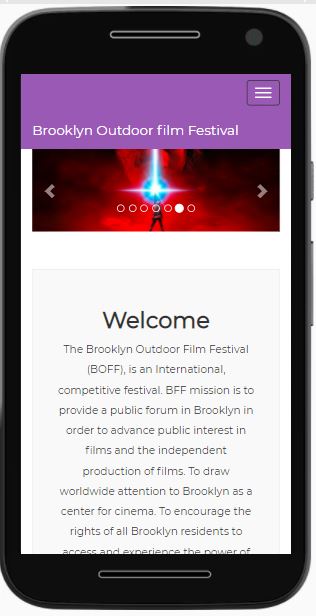 Brooklyn Outdoor film Festival
Welcome
The Brooklyn Outdoor Film Festival
(BOFF), is an International,
competitive festival. BFF mission is to
provide a public forum in Brooklyn in
order to advance public interest in
films and the independent
production of films. To draw
worldwide attention to Brooklyn as a
center for cinema. To encourage the
rights of all Brooklyn residents to
access and experience the power of